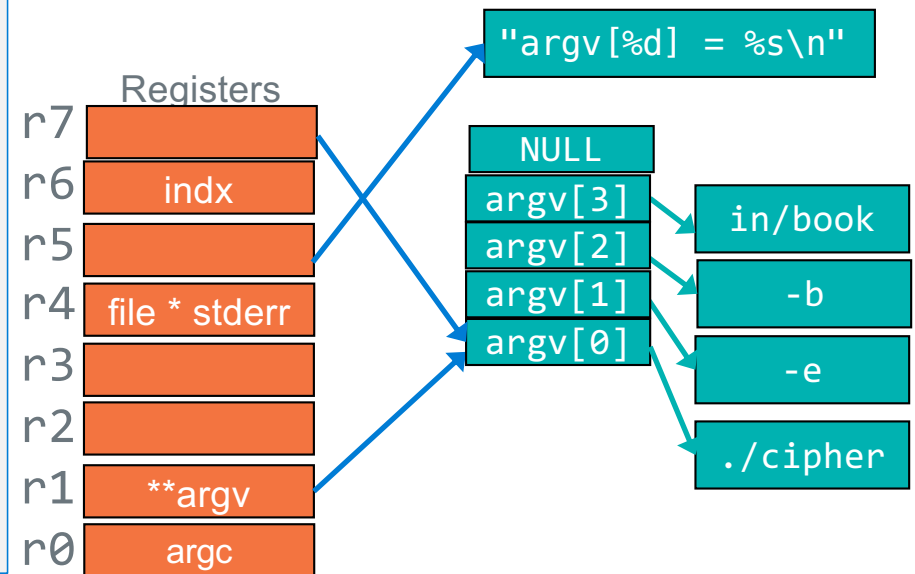 "argv[%d] = %s\n"
Registers
r7
r6 indx
r5
r4 file * stderr
r3
r2
r1 **argv
r0 argc
NULL
argv[3]
argv[2]
argv[1]
argv[0]
in/book
-b
-e
./cipher